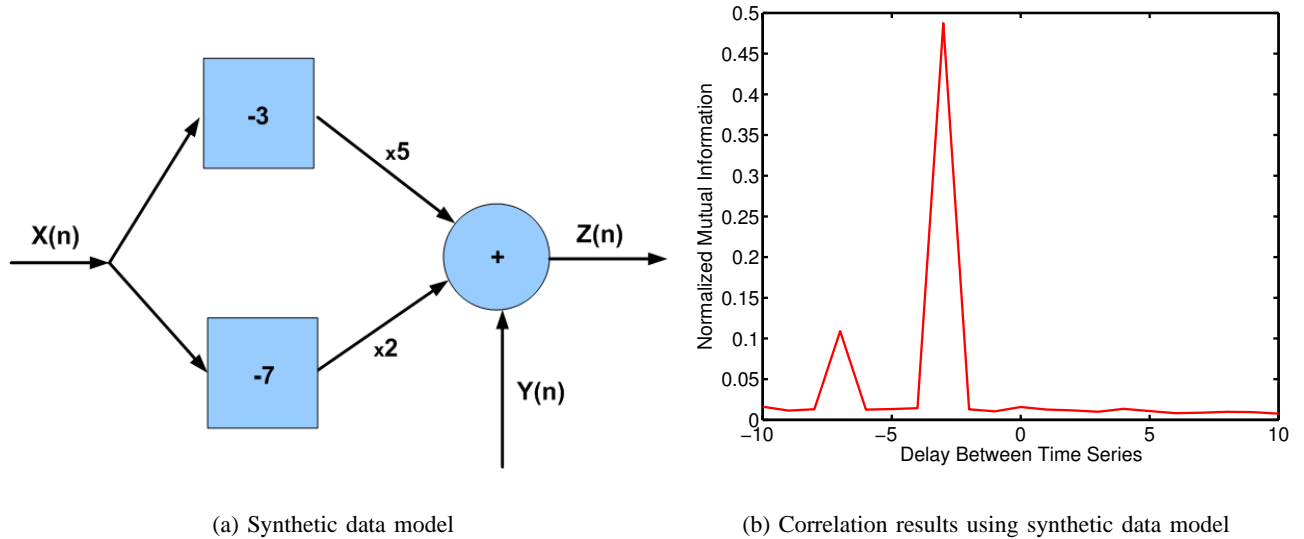 -3
x5
X(n)
Z(n)
+
-7
x2
Y(n)
0.5
0.45
0.4
0.35
0.3
0.25
0.2
0.15
0.1
0.05
0
Normalized Mutual Information
−10
−5
0
5
10
Delay Between Time Series
(a) Synthetic data model
(b) Correlation results using synthetic data model